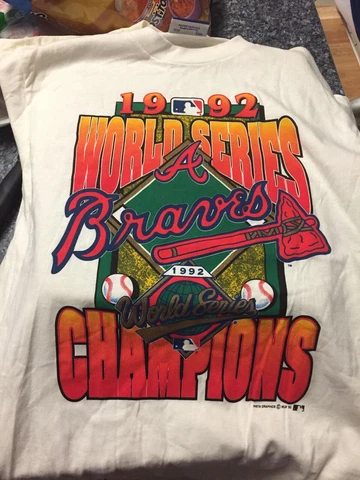 1992
WORLD SERIES
A
Braves
1992
World Series
CHAMPIONS